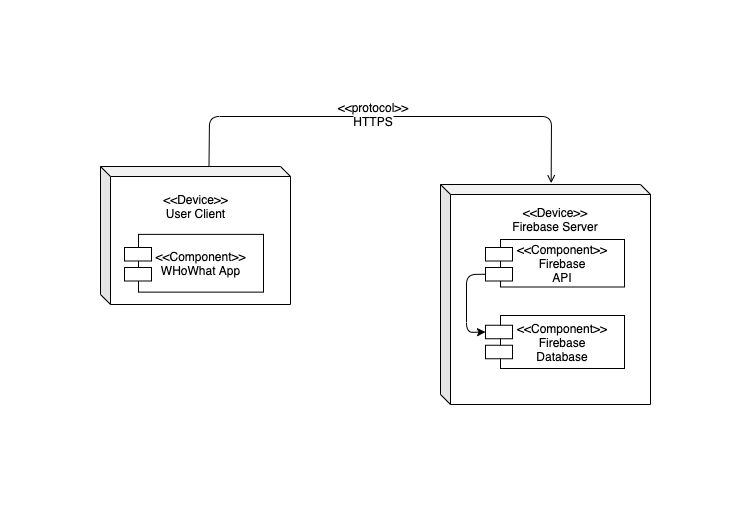 <<protocol>>
HTTPS
<<Device>>
User Client
<<Component>>
WHoWhat App
<<Device>>
Firebase Server
<<Component>>
Firebase
API
<<Component>>
Firebase
Database